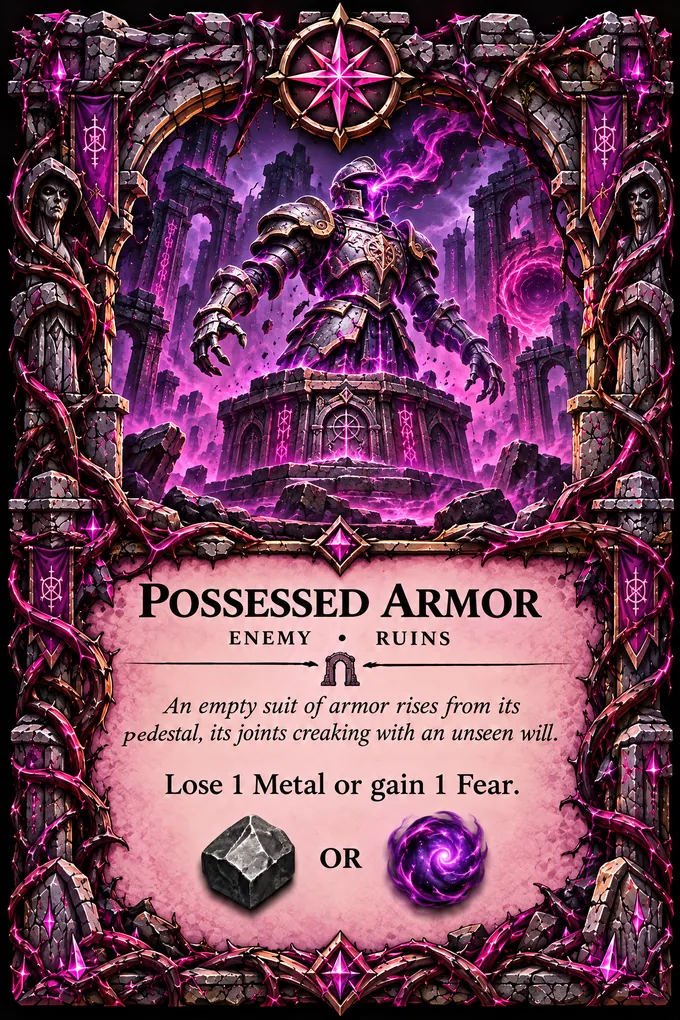 POSSESSED ARMOR
ENEMY • RUINS
An empty suit of armor rises from its
pedestal, its joints creaking with an unseen will.
Lose 1 Metal or gain 1 Fear.
OR